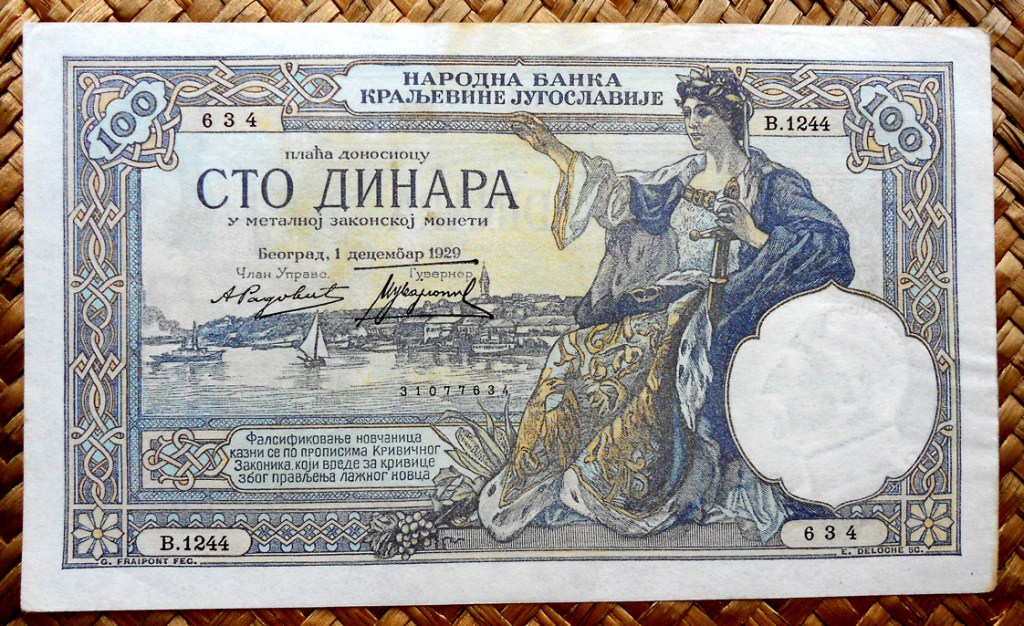 НАРОДНА БАНКА
КРАЉЕВИНЕ ЈУГОСЛАВИЈЕ
100
100
634
B.1244
плаћа доносиоцу
СТО ДИНАРА
у металној законској монети
Београд, 1 децембар 1929
Члан Управе.
Гувернер
31077634
Фалсификовање новчаница
казни се по прописима Кривичног
Законика, који вреде за кривице
због прављења лажног новца.
B.1244
634
G. FRAIPONT FEC.
E. DELOCHE SC.